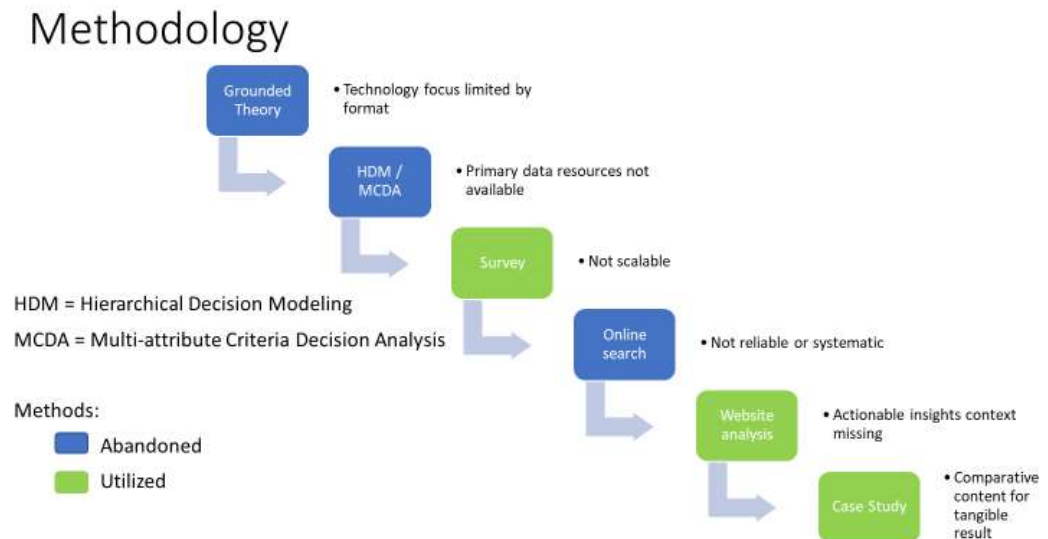 Methodology
Grounded
Theory
• Technology focus limited by
format
HDM /
MCDA
• Primary data resources not
available
Survey
• Not scalable
HDM = Hierarchical Decision Modeling
MCDA = Multi-attribute Criteria Decision Analysis
Online
search
• Not reliable or systematic
Methods:
Abandoned
Utilized
Website
analysis
• Actionable insights context
missing
Case Study
• Comparative
content for
tangible
result